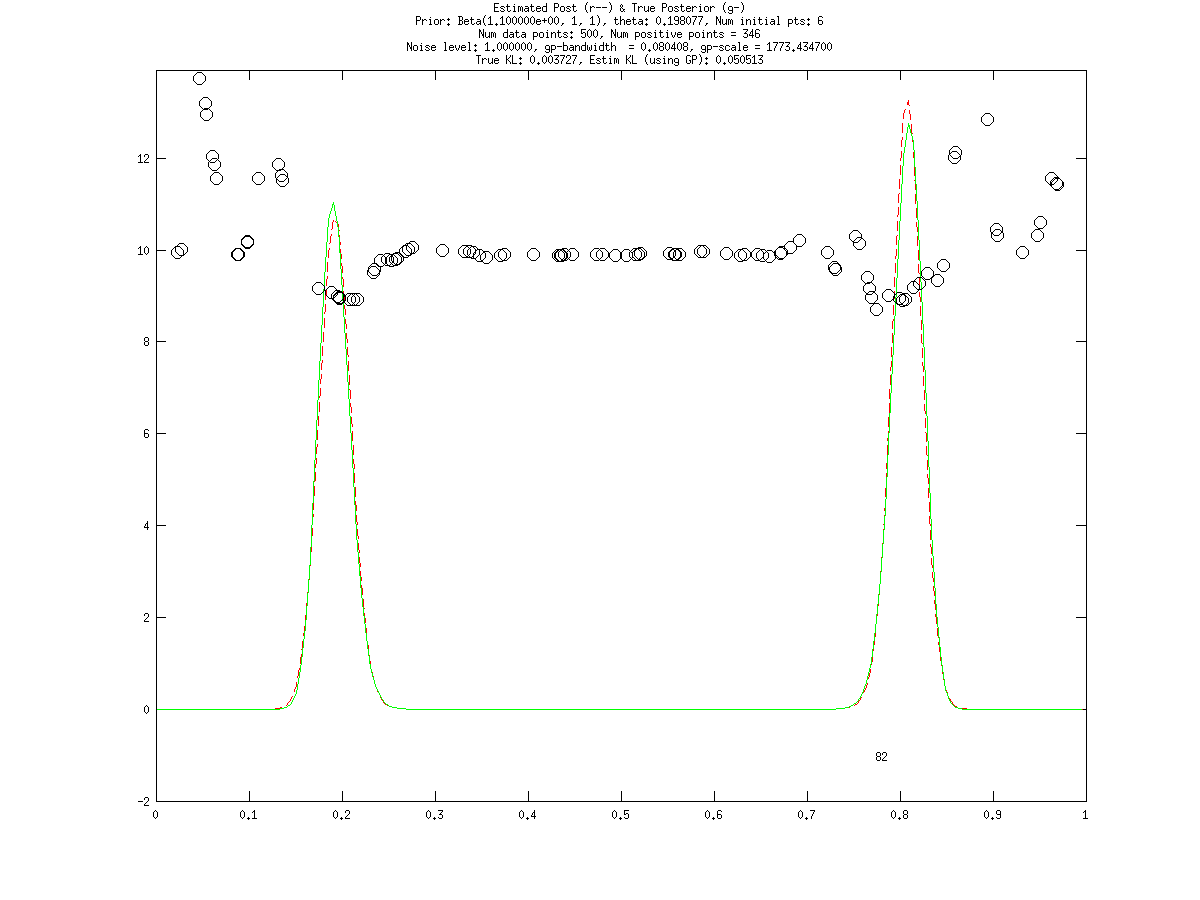 Estimated Post (r--) & True Posterior (g-)
Prior: Beta(1.100000e+00, 1, 1), theta: 0.198077, Num initial pts: 6
Num data points: 500, Num positive points = 346
Noise level: 1.000000, gp-bandwidth  = 0.080408, gp-scale = 1773.434700
True KL: 0.003727, Estim KL (using GP): 0.050513
12
10
8
6
4
2
0
82
-2
0 0.1 0.2 0.3 0.4 0.5 0.6 0.7 0.8 0.9 1